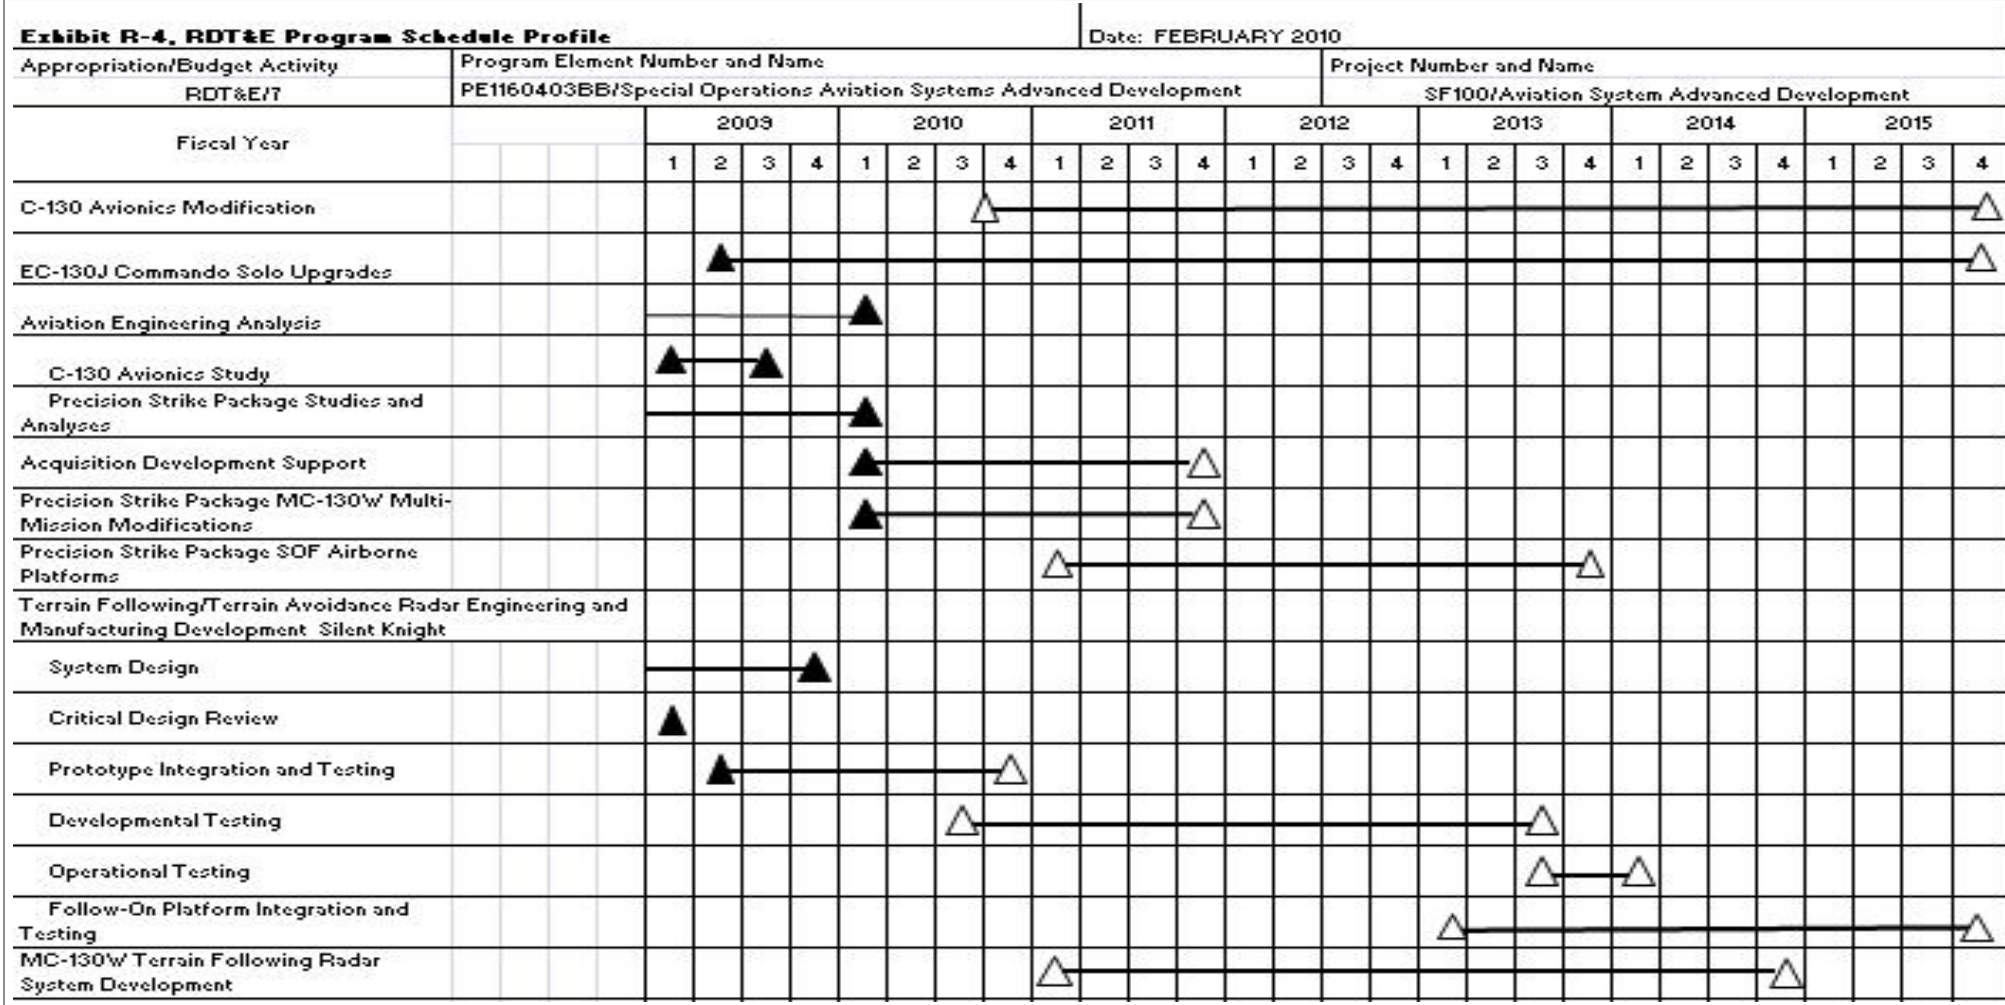 Exhibit R-4, RDT&E Program Schedule Profile
Date: FEBRUARY 2010
Appropriation/Budget Activity
Program Element Number and Name
Project Number and Name
RDT&E/7
PE1160403BB/Special Operations Aviation Systems Advanced Development
SF100/Aviation System Advanced Development
Fiscal Year
2009 2010 2011 2012 2013 2014 2015
1 2 3 4 1 2 3 4 1 2 3 4 1 2 3 4 1 2 3 4 1 2 3 4 1 2 3 4
C-130 Avionics Modification
EC-130J Commando Solo Upgrades
Aviation Engineering Analysis
C-130 Avionics Study
Precision Strike Package Studies and
Analyses
Acquisition Development Support
Precision Strike Package MC-130W Multi-
Mission Modifications
Precision Strike Package SOF Airborne
Platforms
Terrain Following/Terrain Avoidance Radar Engineering and
Manufacturing Development Silent Knight
System Design
Critical Design Review
Prototype Integration and Testing
Developmental Testing
Operational Testing
Follow-On Platform Integration and
Testing
MC-130W Terrain Following Radar
System Development